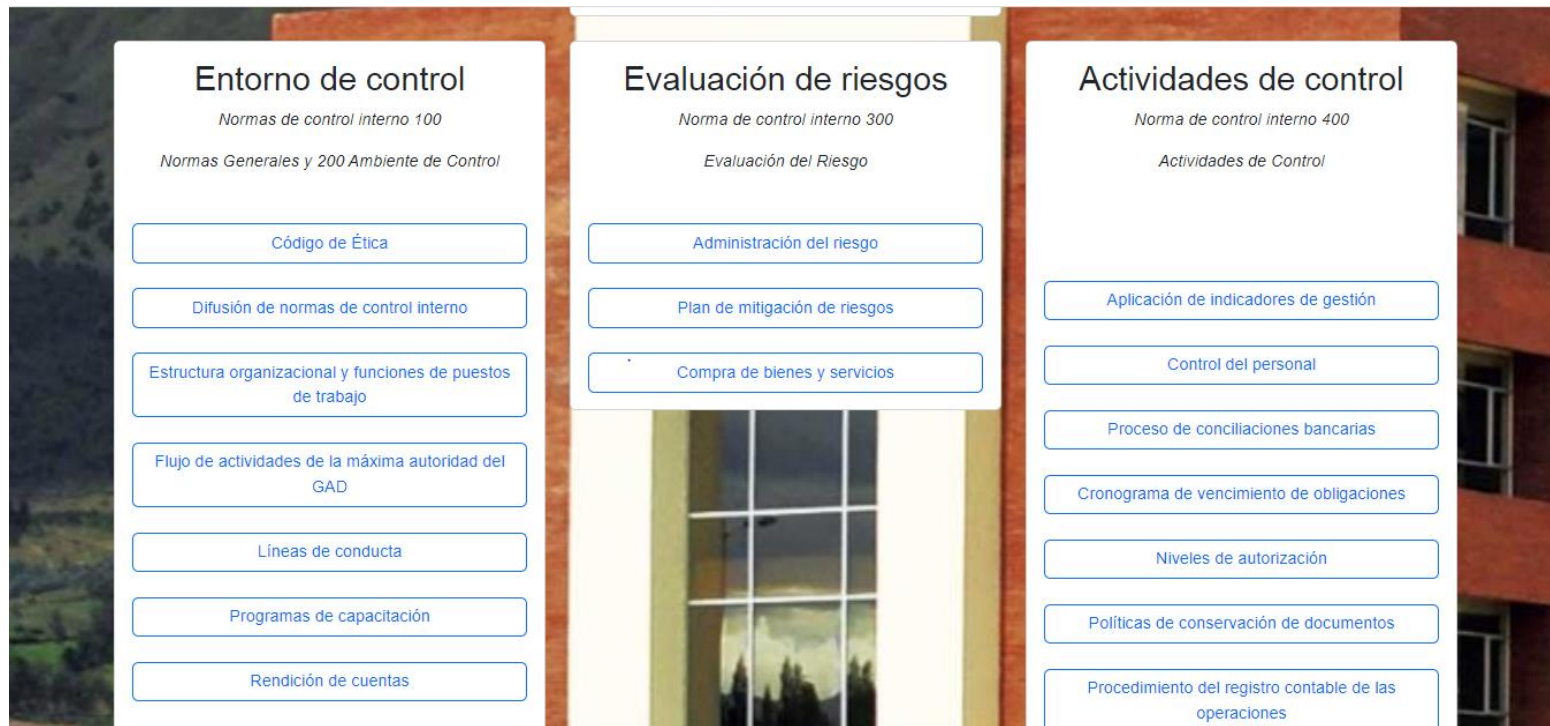 Entorno de control
Normas de control interno 100
Normas Generales y 200 Ambiente de Control
Código de Ética
Difusión de normas de control interno
Estructura organizacional y funciones de puestos
de trabajo
Flujo de actividades de la máxima autoridad del
GAD
Líneas de conducta
Programas de capacitación
Rendición de cuentas
Evaluación de riesgos
Norma de control interno 300
Evaluación del Riesgo
Administración del riesgo
Plan de mitigación de riesgos
Compra de bienes y servicios
Actividades de control
Norma de control interno 400
Actividades de Control
Aplicación de indicadores de gestión
Control del personal
Proceso de conciliaciones bancarias
Cronograma de vencimiento de obligaciones
Niveles de autorización
Políticas de conservación de documentos
Procedimiento del registro contable de las
operaciones